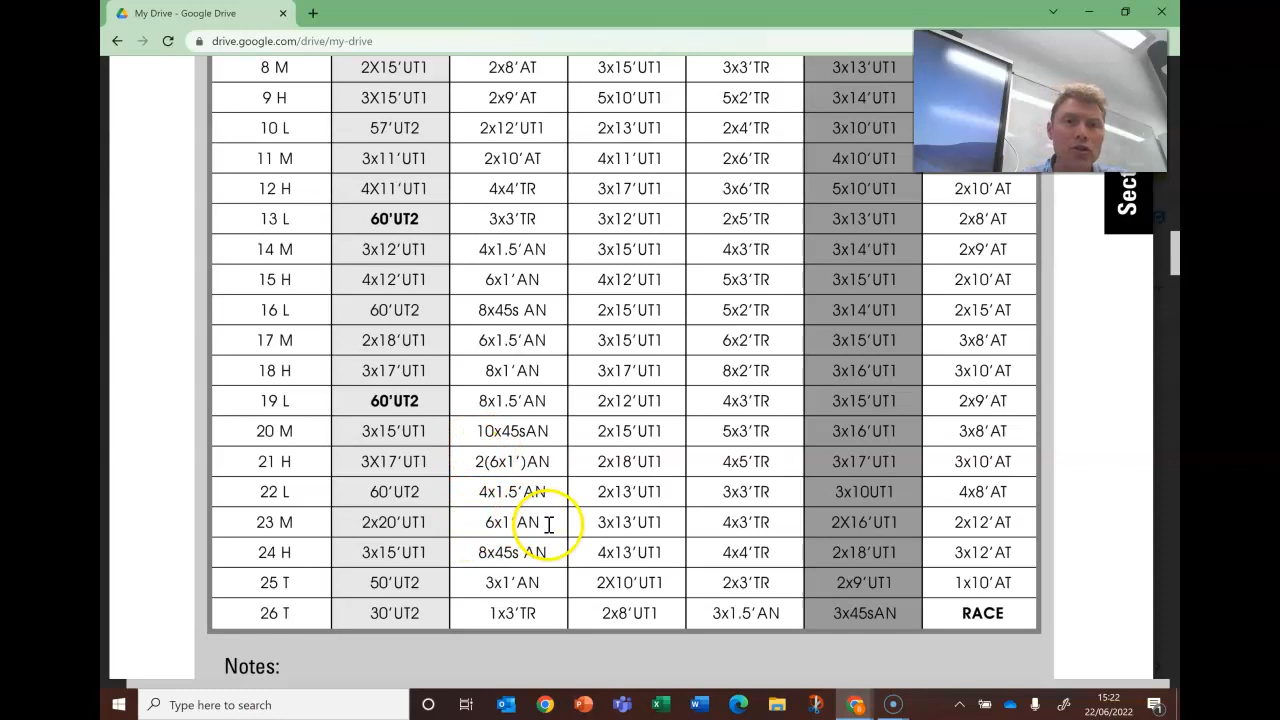 My Drive - Google Drive
drive.google.com/drive/my-drive
8 M 2X15'UT1 2x8'AT 3x15'UT1 3x3'TR 3x13'UT1
9 H 3X15'UT1 2x9'AT 5x10'UT1 5x2'TR 3x14'UT1
10 L 57'UT2 2x12'UT1 2x13'UT1 2x4'TR 3x10'UT1
11 M 3x11'UT1 2x10'AT 4x11'UT1 2x6'TR 4x10'UT1
12 H 4X11'UT1 4x4'TR 3x17'UT1 3x6'TR 5x10'UT1 2x10'AT
13 L 60'UT2 3x3'TR 3x12'UT1 2x5'TR 3x13'UT1 2x8'AT
14 M 3x12'UT1 4x1.5'AN 3x15'UT1 4x3'TR 3x14'UT1 2x9'AT
15 H 4x12'UT1 6x1'AN 4x12'UT1 5x3'TR 3x15'UT1 2x10'AT
16 L 60'UT2 8x45s AN 2x15'UT1 5x2'TR 3x14'UT1 2x15'AT
17 M 2x18'UT1 6x1.5'AN 3x15'UT1 6x2'TR 3x15'UT1 3x8'AT
18 H 3x17'UT1 8x1'AN 3x17'UT1 8x2'TR 3x16'UT1 3x10'AT
19 L 60'UT2 8x1.5'AN 2x12'UT1 4x3'TR 3x15'UT1 2x9'AT
20 M 3x15'UT1 10x45sAN 2x15'UT1 5x3'TR 3x16'UT1 3x8'AT
21 H 3X17'UT1 2(6x1')AN 2x18'UT1 4x5'TR 3x17'UT1 3x10'AT
22 L 60'UT2 4x1.5'AN 2x13'UT1 3x3'TR 3x10UT1 4x8'AT
23 M 2x20'UT1 6x1'AN 3x13'UT1 4x3'TR 2X16'UT1 2x12'AT
24 H 3x15'UT1 8x45s AN 4x13'UT1 4x4'TR 2x18'UT1 3x12'AT
25 T 50'UT2 3x1'AN 2X10'UT1 2x3'TR 2x9'UT1 1x10'AT
26 T 30'UT2 1x3'TR 2x8'UT1 3x1.5'AN 3x45sAN RACE
Sect
Notes:
Type here to search
15:22
22/06/2022